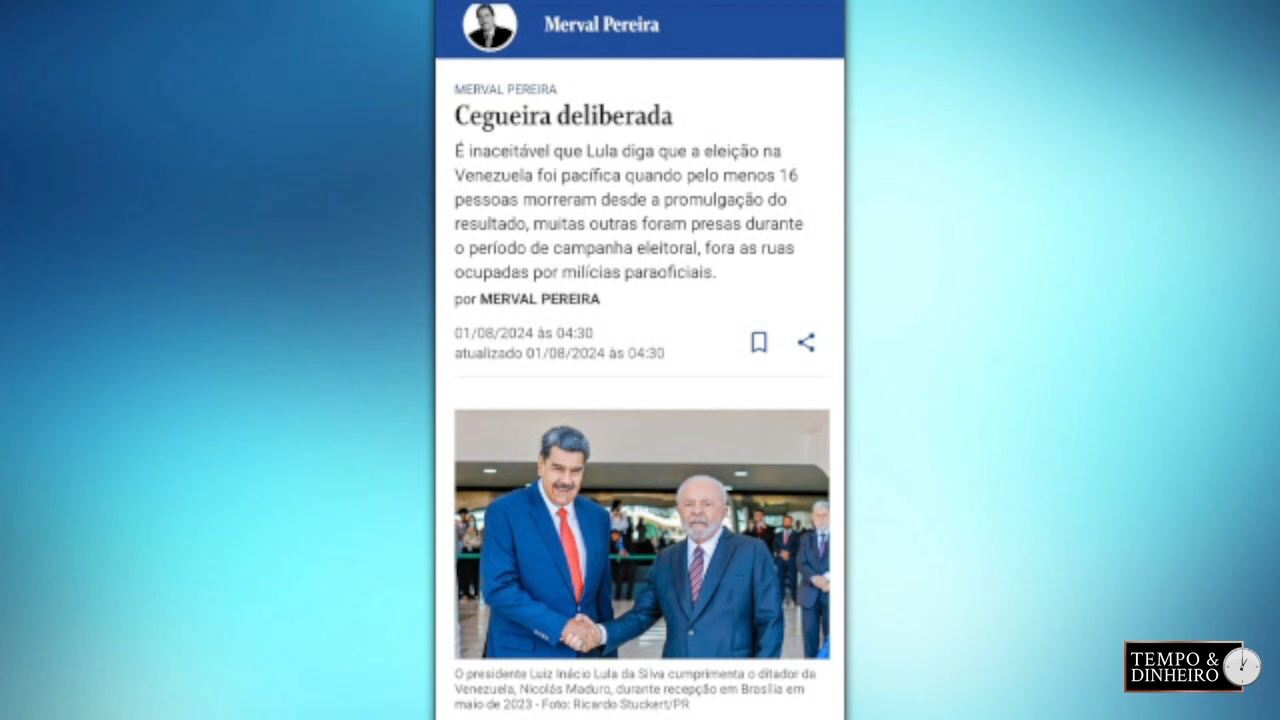 Merval Pereira
MERVAL PEREIRA
Cegueira deliberada
É inaceitável que Lula diga que a eleição na
Venezuela foi pacífica quando pelo menos 16
pessoas morreram desde a promulgação do
resultado, muitas outras foram presas durante
o período de campanha eleitoral, fora as ruas
ocupadas por milícias paraoficiais.
por MERVAL PEREIRA
01/08/2024 às 04:30
atualizado 01/08/2024 às 04:30
O presidente Luiz Inácio Lula da Silva cumprimenta o ditador da
Venezuela, Nicolás Maduro, durante recepção em Brasília em
maio de 2023 - Foto: Ricardo Stuckert/PR
TEMPO &
DINHEIRO